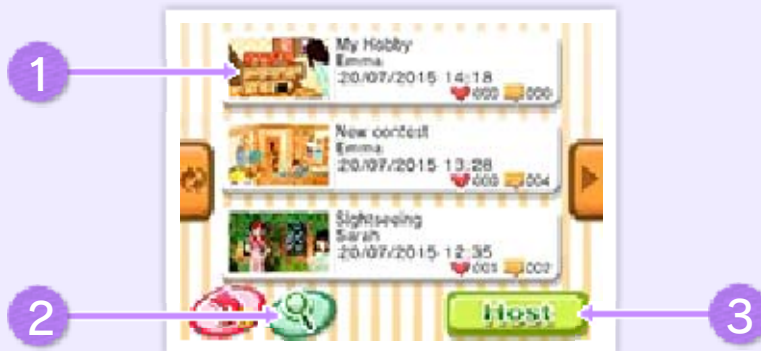 1
My Hobby
Emma
20/07/2015 14:18
000 000
New contest
Emma
20/07/2015 13:28
000 004
Sightseeing
Sarah
20/07/2015 12:35
001 002
2
Host
3